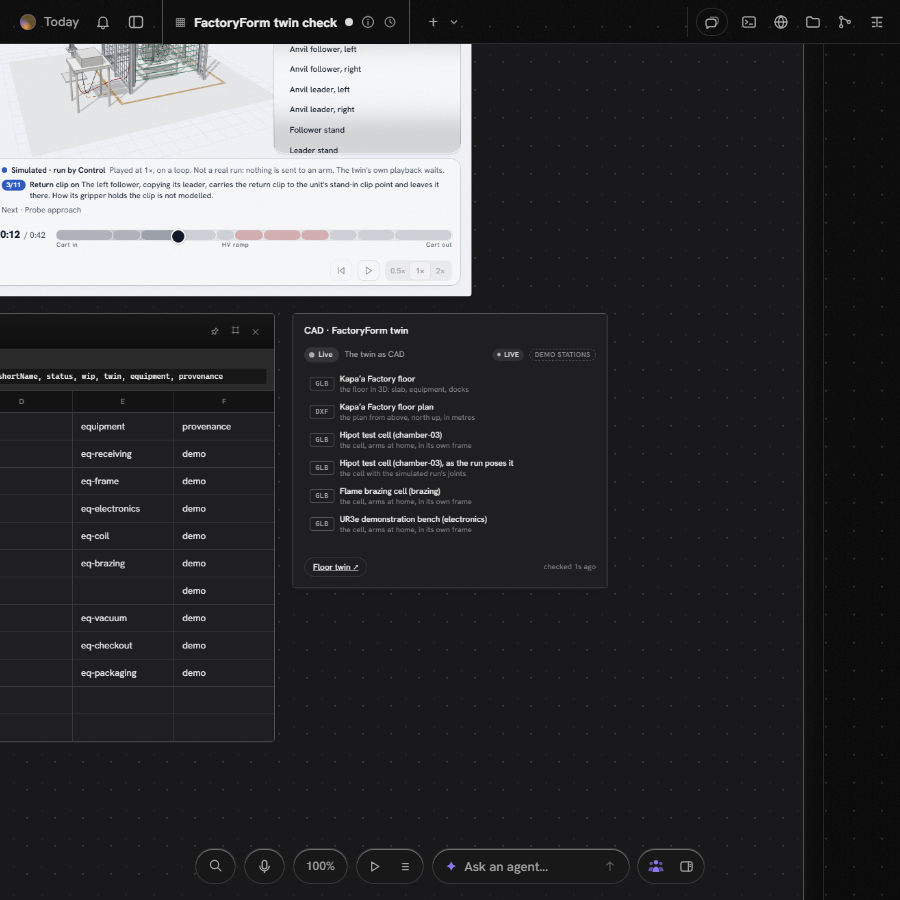 Today
FactoryForm twin check
100%
Ask an agent...
Anvil follower, left
Anvil follower, right
Anvil leader, left
Anvil leader, right
Follower stand
Leader stand
Simulated · run by Control Played at 1×, on a loop. Not a real run: nothing is sent to an arm. The twin's own playback waits.
3/11 Return clip on The left follower, copying its leader, carries the return clip to the unit's stand-in clip point and leaves it
there. How its gripper holds the clip is not modelled.
Next · Probe approach
0:12 / 0:42
Cart in HV ramp Cart out
0.5× 1× 2×
shortName, status, wip, twin, equipment, provenance
D E F
equipment provenance
eq-receiving demo
eq-frame demo
eq-electronics demo
eq-coil demo
eq-brazing demo
demo
eq-vacuum demo
eq-checkout demo
eq-packaging demo
CAD · FactoryForm twin
Live The twin as CAD LIVE DEMO STATIONS
GLB Kapa'a Factory floor
the floor in 3D: slab, equipment, docks
DXF Kapa'a Factory floor plan
the plan from above, north up, in metres
GLB Hipot test cell (chamber-03)
the cell, arms at home, in its own frame
GLB Hipot test cell (chamber-03), as the run poses it
the cell with the simulated run's joints
GLB Flame brazing cell (brazing)
the cell, arms at home, in its own frame
GLB UR3e demonstration bench (electronics)
the cell, arms at home, in its own frame
Floor twin ↗ checked 1s ago